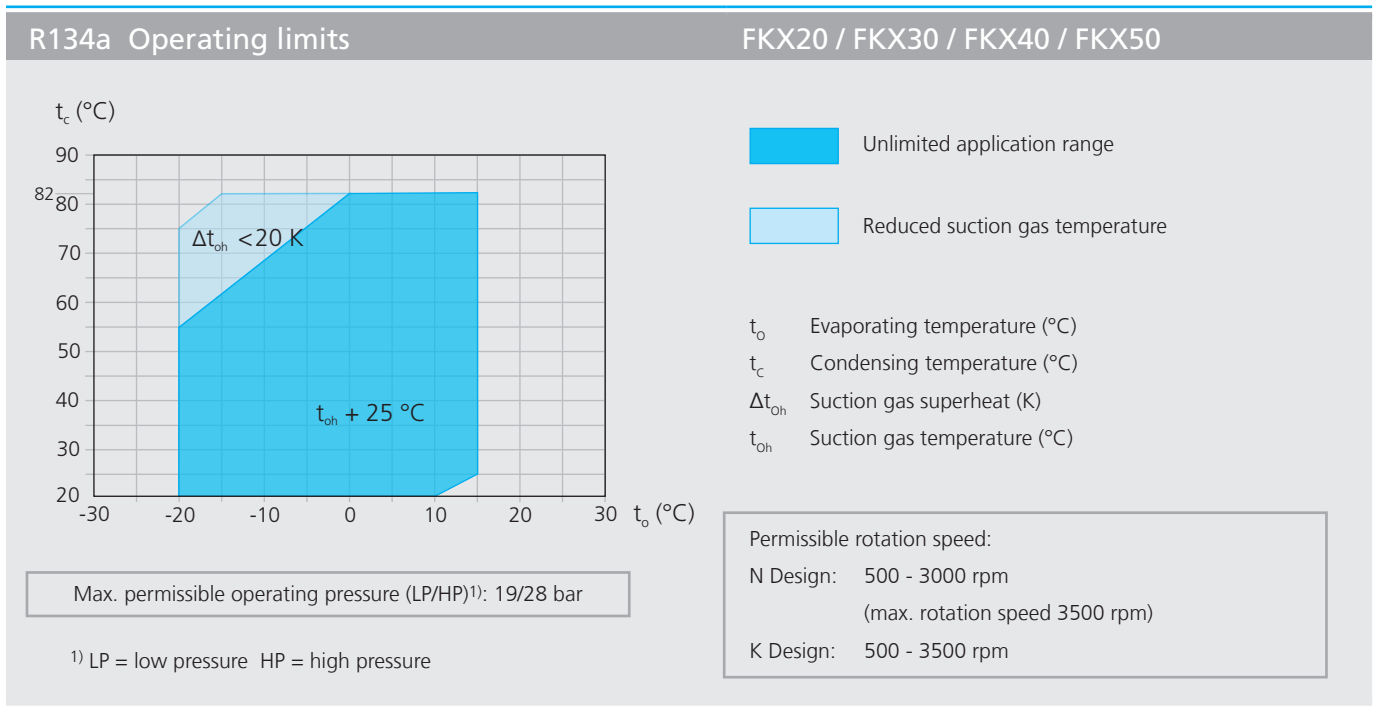 R134a Operating limits
FKX20 / FKX30 / FKX40 / FKX50
tc (°C)
90
82
80
70
60
50
40
30
20
-30 -20 -10 0 10 20 30 to (°C)
Δtoh <20 K
toh + 25 °C
Max. permissible operating pressure (LP/HP)1): 19/28 bar
1) LP = low pressure HP = high pressure
Unlimited application range
Reduced suction gas temperature
to Evaporating temperature (°C)
tc Condensing temperature (°C)
Δtoh Suction gas superheat (K)
toh Suction gas temperature (°C)
Permissible rotation speed:
N Design: 500 - 3000 rpm
(max. rotation speed 3500 rpm)
K Design: 500 - 3500 rpm